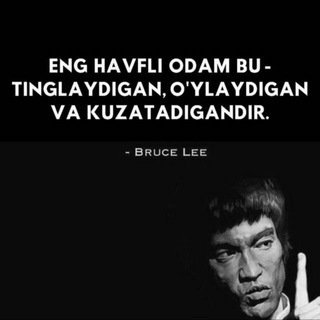 ENG HAVFLI ODAM BU -
TINGLAYDIGAN, O'YLAYDIGAN
VA KUZATADIGANDIR.
- BRUCE LEE